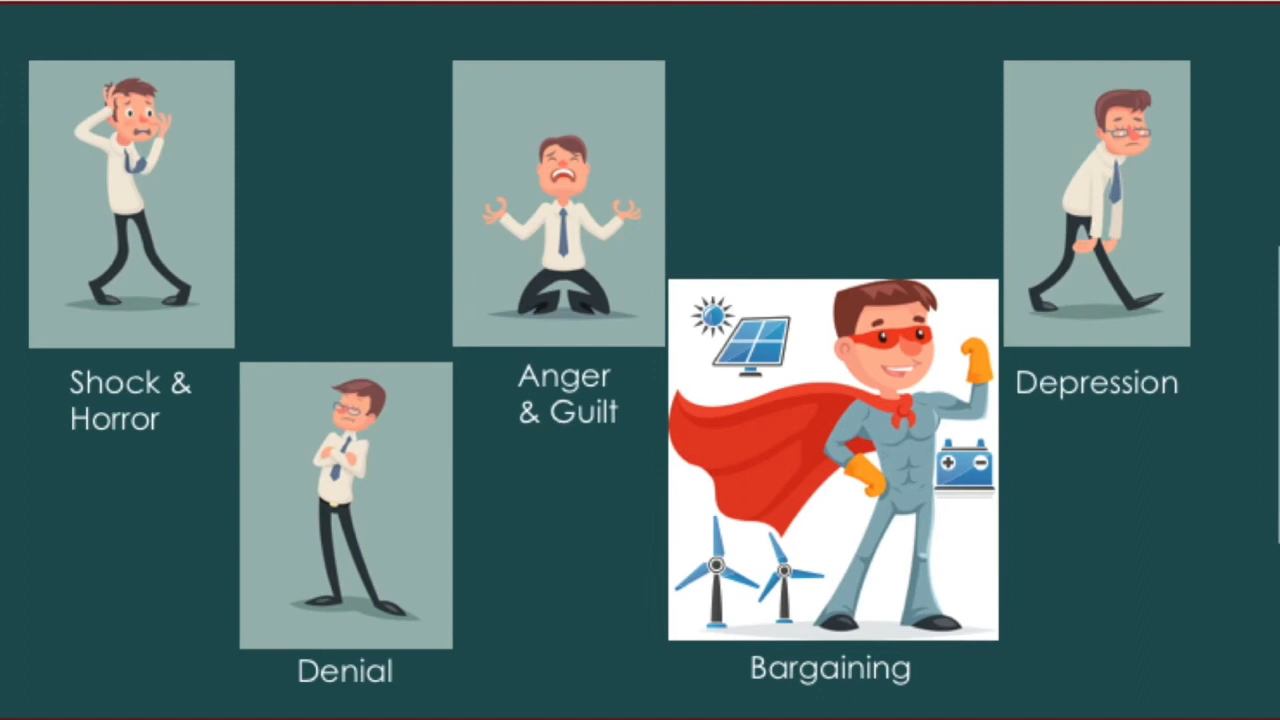 Shock &
Horror
Denial
Anger
& Guilt
Bargaining
Depression